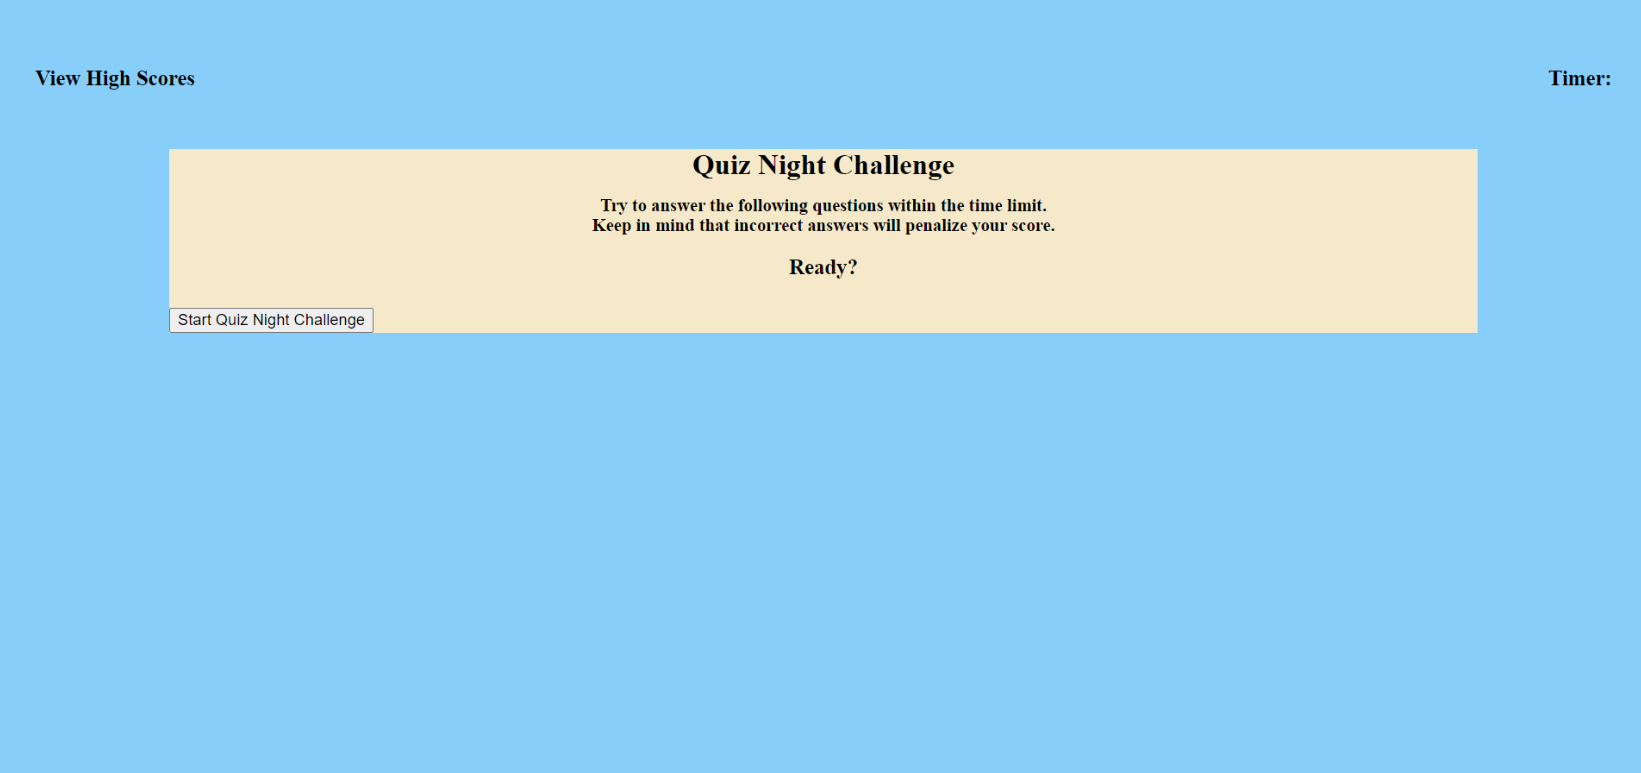 View High Scores
Timer:
Quiz Night Challenge
Try to answer the following questions within the time limit.
Keep in mind that incorrect answers will penalize your score.
Ready?
Start Quiz Night Challenge